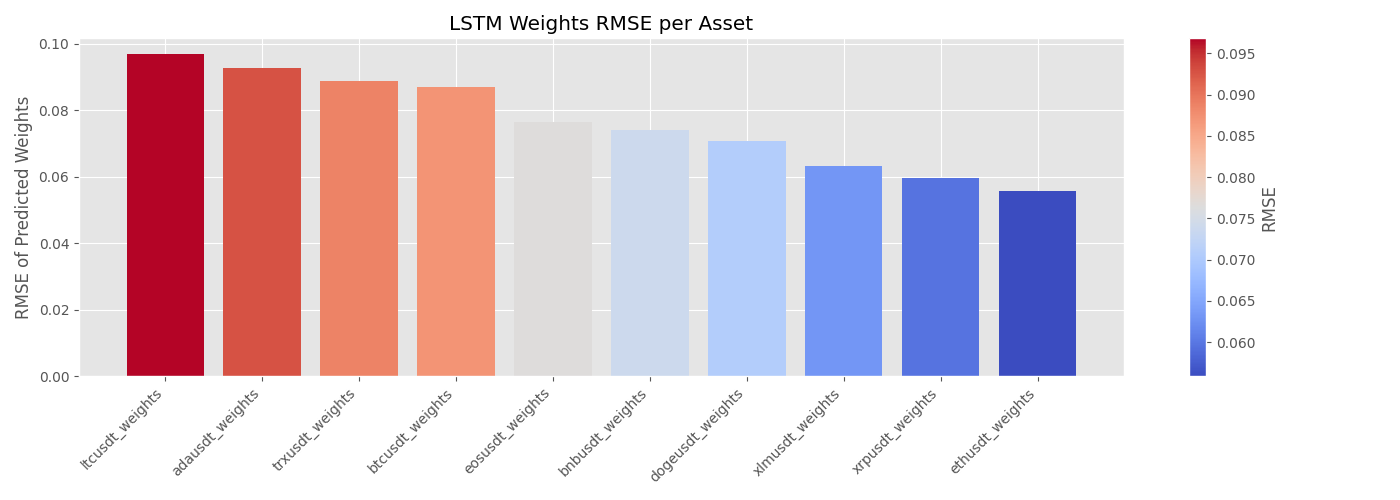 LSTM Weights RMSE per Asset
RMSE of Predicted Weights
0.10
0.08
0.06
0.04
0.02
0.00
ltcusdt_weights
adausdt_weights
trxusdt_weights
btcusdt_weights
eosusdt_weights
bnbusdt_weights
dogeusdt_weights
xlmusdt_weights
xrpusdt_weights
ethusdt_weights
0.095
0.090
0.085
0.080
0.075
0.070
0.065
0.060
RMSE